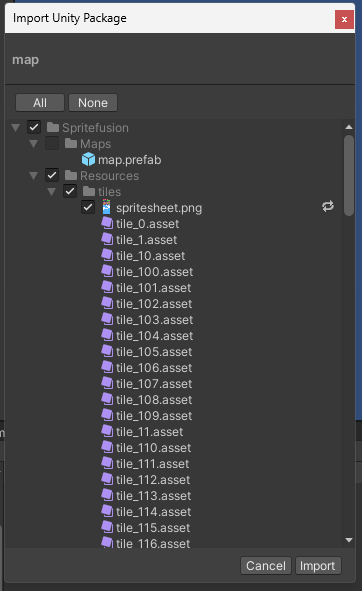 Import Unity Package
x
map
All
None
Spritefusion
Maps
map.prefab
Resources
tiles
spritesheet.png
tile_0.asset
tile_1.asset
tile_10.asset
tile_100.asset
tile_101.asset
tile_102.asset
tile_103.asset
tile_104.asset
tile_105.asset
tile_106.asset
tile_107.asset
tile_108.asset
tile_109.asset
tile_11.asset
tile_110.asset
tile_111.asset
tile_112.asset
tile_113.asset
tile_114.asset
tile_115.asset
tile_116.asset
Cancel
Import